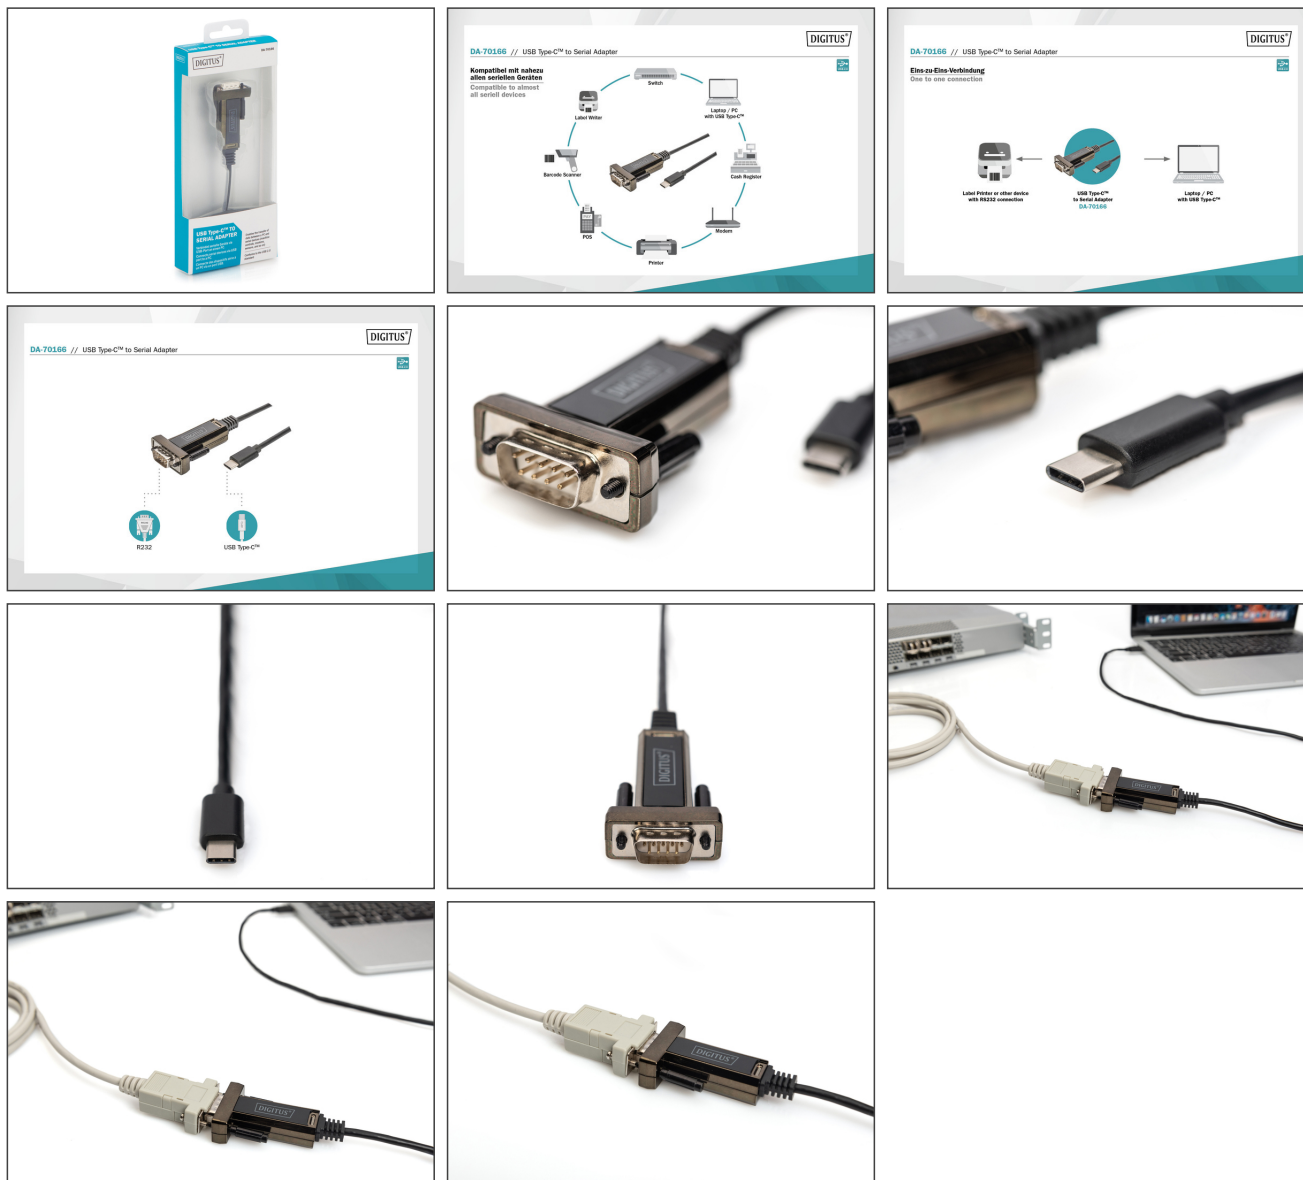 DIGITUS®
DA-70166
USB Type-C™ TO
SERIAL ADAPTER
DIGITUS®
DA-70166 // USB Type-C™ to Serial Adapter
Kompatibel mit nahezu
allen seriellen Geräten
Compatible to almost
all seriell devices
Switch
Label Writer
Laptop / PC
with USB Type-C™
Barcode Scanner
Cash Register
POS
Modem
Printer
DIGITUS®
DA-70166 // USB Type-C™ to Serial Adapter
Eins-zu-Eins-Verbindung
One to one connection
Label Printer or other device
with RS232 connection
USB Type-C™
to Serial Adapter
DA-70166
Laptop / PC
with USB Type-C™
DIGITUS®
DA-70166 // USB Type-C™ to Serial Adapter
R232
USB Type-C™
DIGITUS®
DIGITUS®
DIGITUS®
DIGITUS®
DIGITUS®